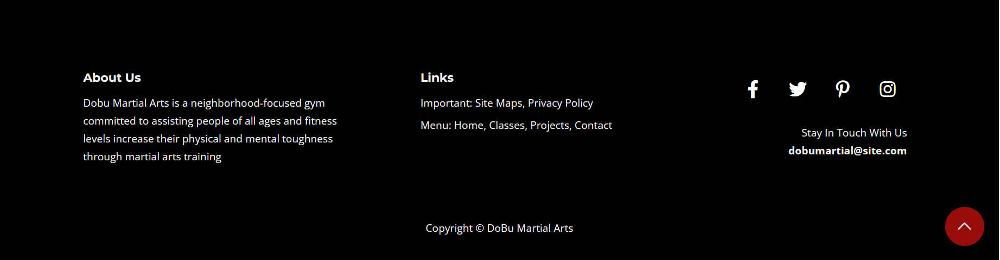 About Us
Dobu Martial Arts is a neighborhood-focused gym
committed to assisting people of all ages and fitness
levels increase their physical and mental toughness
through martial arts training
Links
Important: Site Maps, Privacy Policy
Menu: Home, Classes, Projects, Contact
Stay In Touch With Us
dobumartial@site.com
Copyright © DoBu Martial Arts